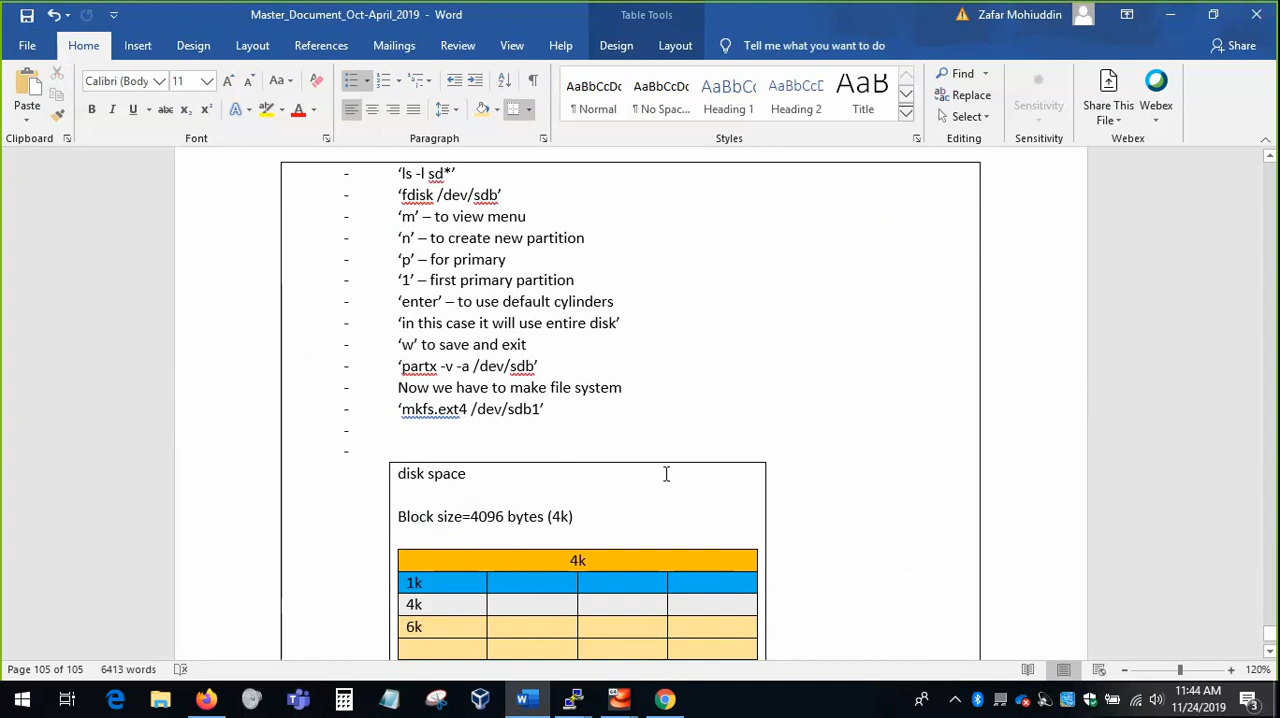 Master_Document_Oct-April_2019 - Word
Table Tools
Zafar Mohiuddin
File Home Insert Design Layout References Mailings Review View Help Design Layout Tell me what you want to do Share
Paste
Calibri (Body) 11
AaBbCcDc AaBbCcDc AaBbCc AaBbCcD AaB
¶ Normal ¶ No Spac... Heading 1 Heading 2 Title
Find
Replace
Select
Sensitivity
Share This File
Webex
Clipboard Font Paragraph Styles Editing Sensitivity Webex
- ‘ls -l sd*’
- ‘fdisk /dev/sdb’
- ‘m’ – to view menu
- ‘n’ – to create new partition
- ‘p’ – for primary
- ‘1’ – first primary partition
- ‘enter’ – to use default cylinders
- ‘in this case it will use entire disk’
- ‘w’ to save and exit
- ‘partx -v -a /dev/sdb’
- Now we have to make file system
- ‘mkfs.ext4 /dev/sdb1’
-
-
disk space
Block size=4096 bytes (4k)
4k
1k
4k
6k
Page 105 of 105 6413 words 120%
11:44 AM
11/24/2019
3